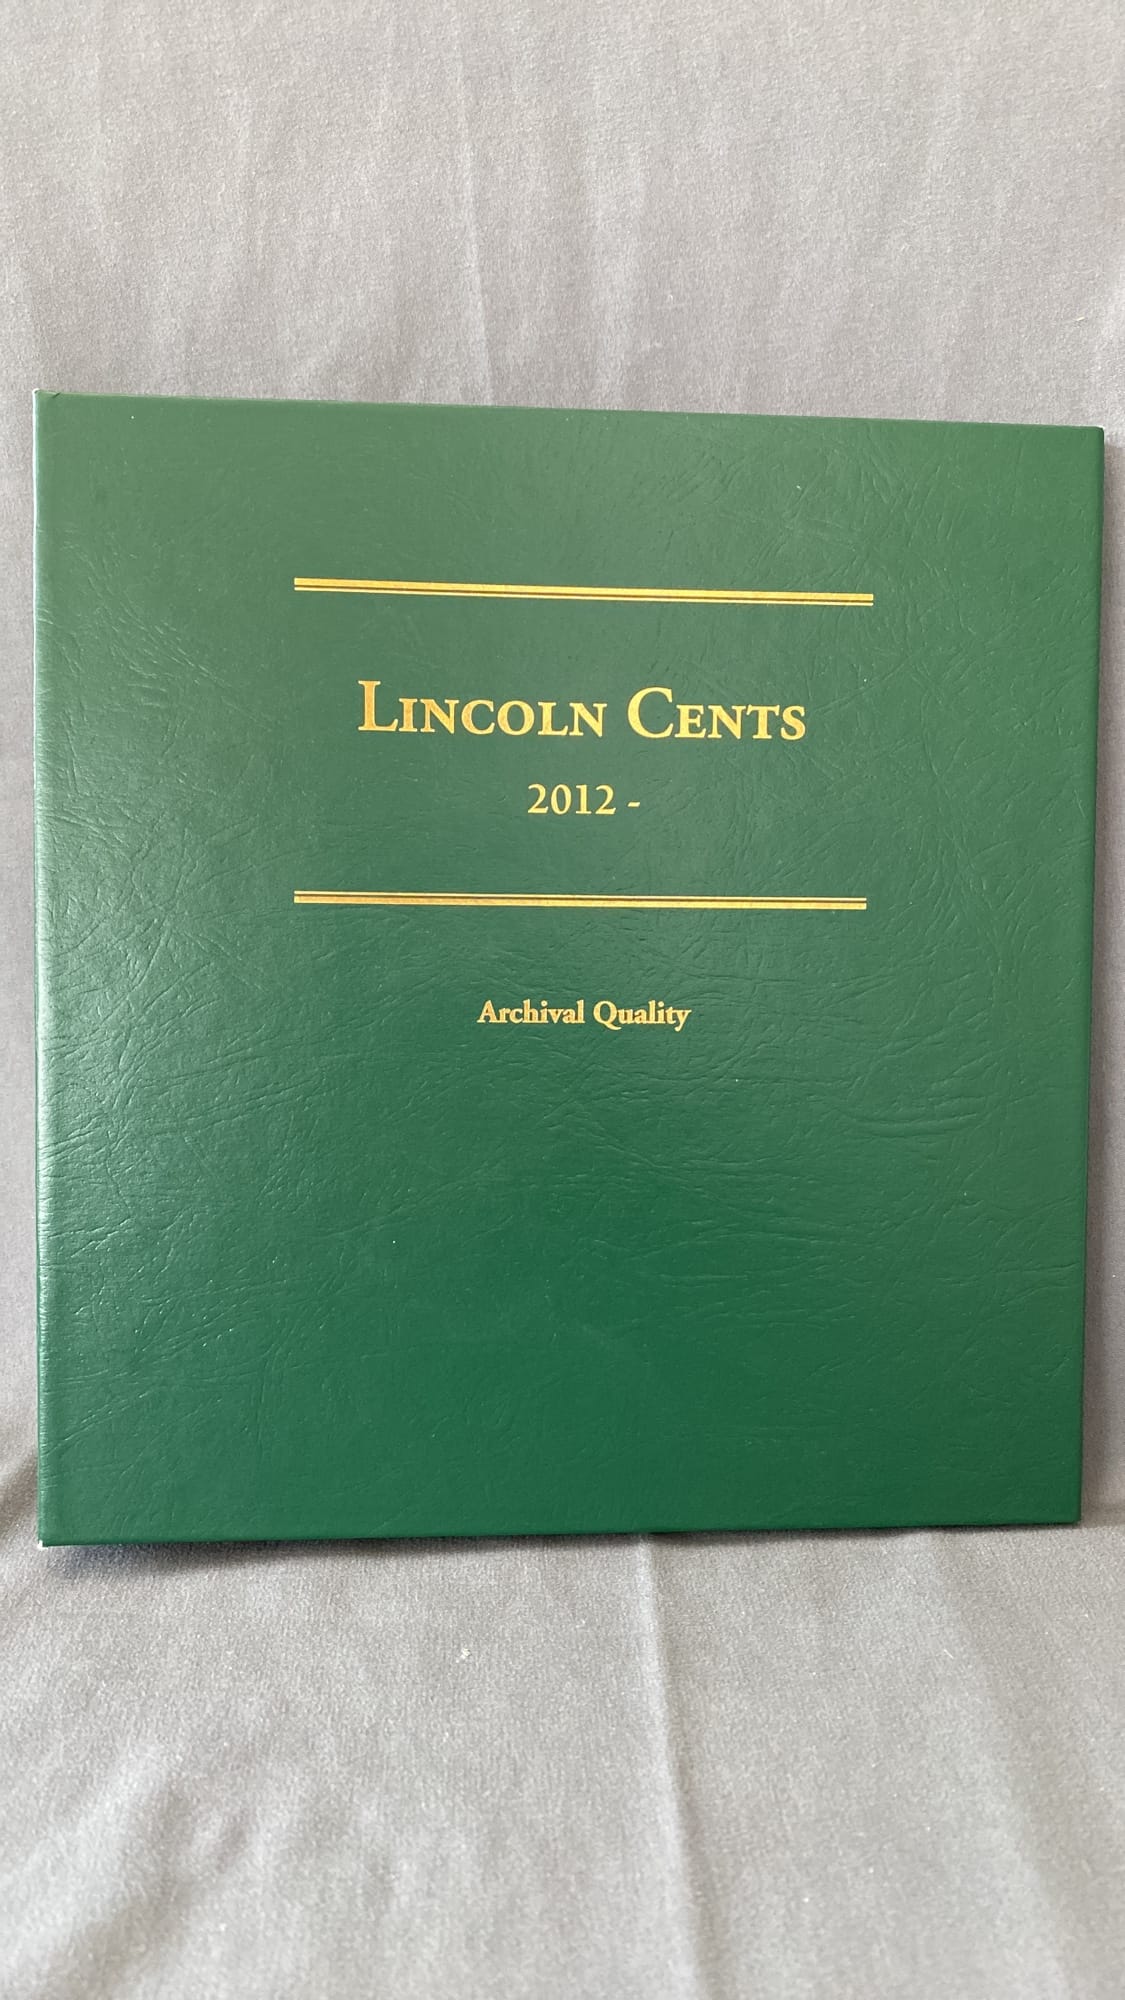 Lincoln Cents
2012 -
Archival Quality